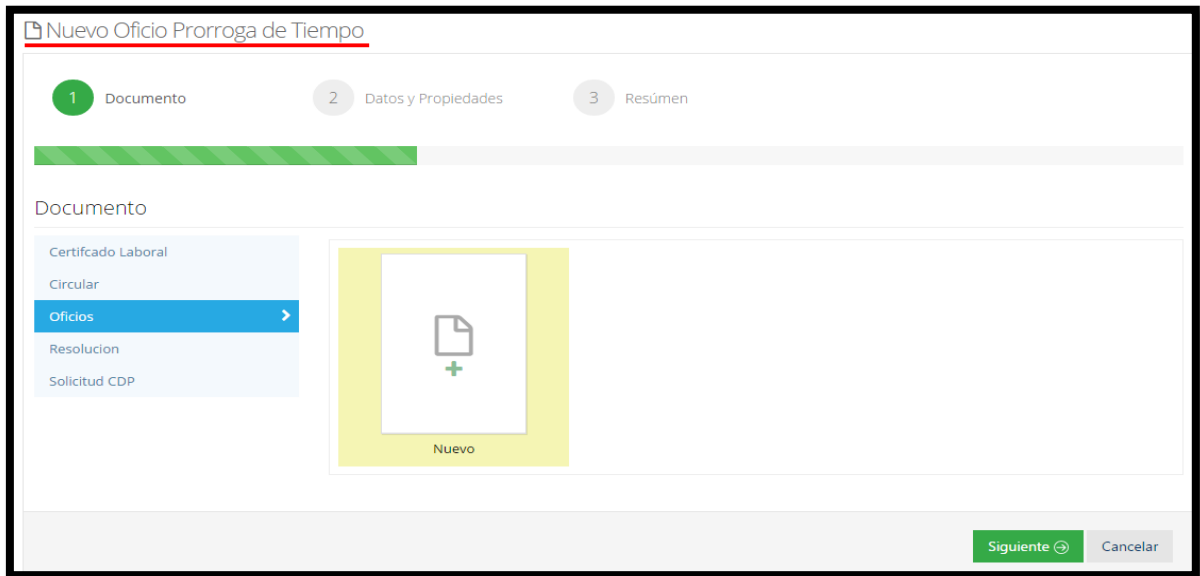 Nuevo Oficio Prorroga de Tiempo
1 Documento 2 Datos y Propiedades 3 Resúmen
Documento
Certifcado Laboral
Circular
Oficios
Resolucion
Solicitud CDP
Nuevo
Siguiente Cancelar